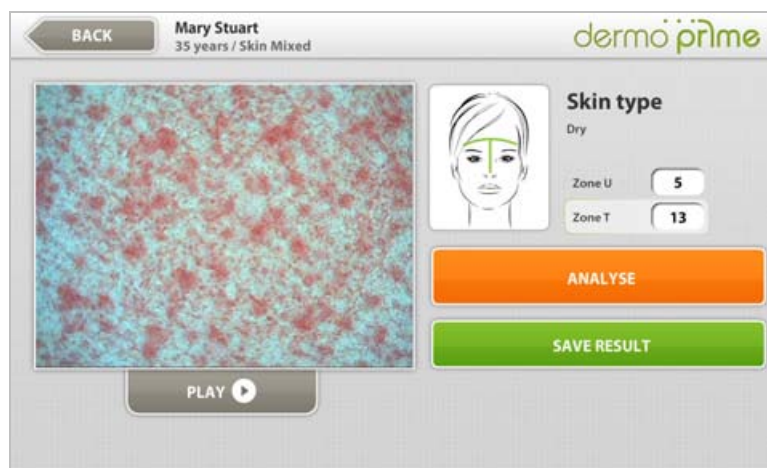 BACK
Mary Stuart
35 years / Skin Mixed
dermo prime
Skin type
Dry
Zone U 5
Zone T 13
ANALYSE
SAVE RESULT
PLAY